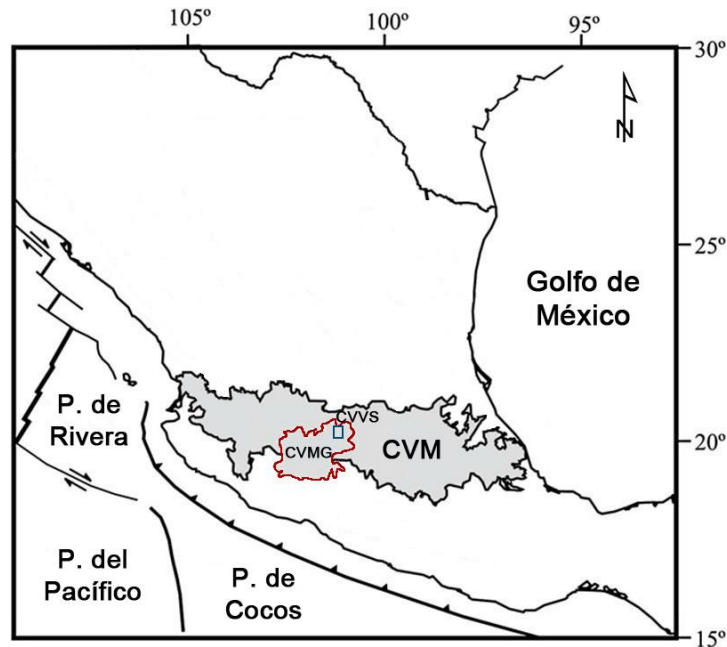 105º
100º
95º
30º
N
25º
Golfo de
México
CVVS
P. de
Rivera
20º
CVMG
CVM
P. del
Pacífico
P. de
Cocos
15º